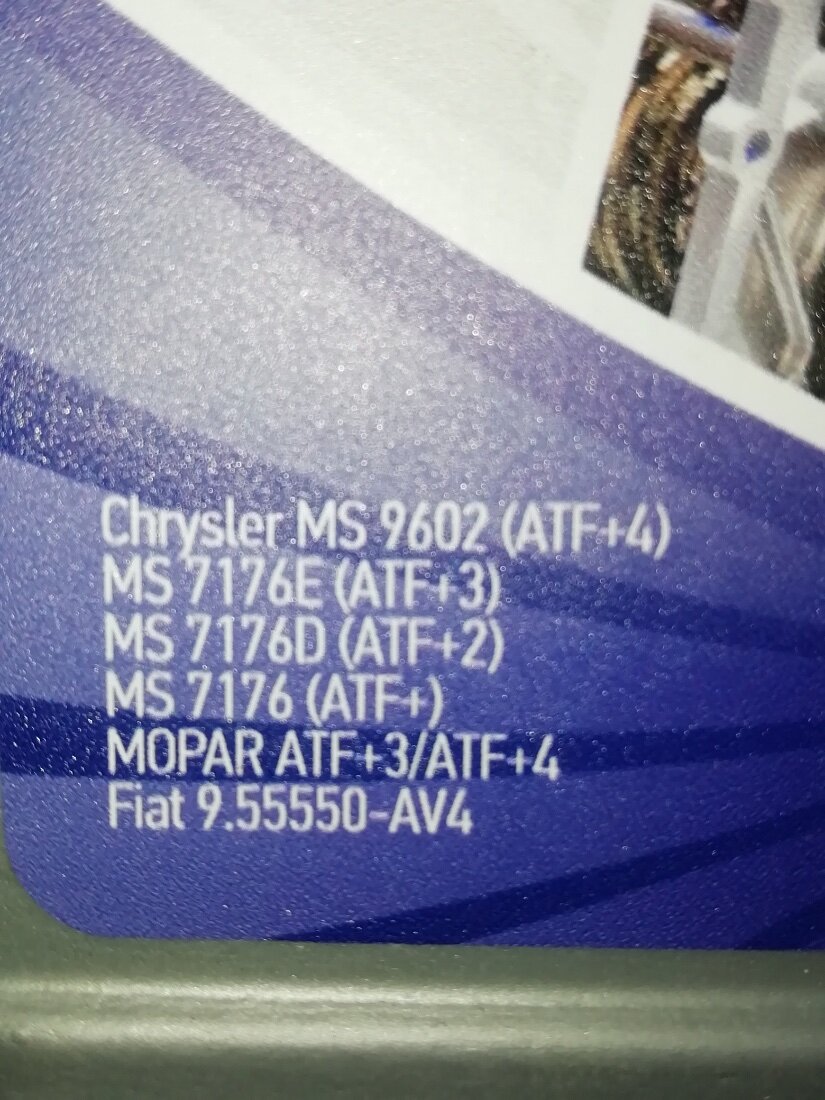 Chrysler MS 9602 (ATF+4)
MS 7176E (ATF+3)
MS 7176D (ATF+2)
MS 7176 (ATF+)
MOPAR ATF+3/ATF+4
Fiat 9.55550-AV4